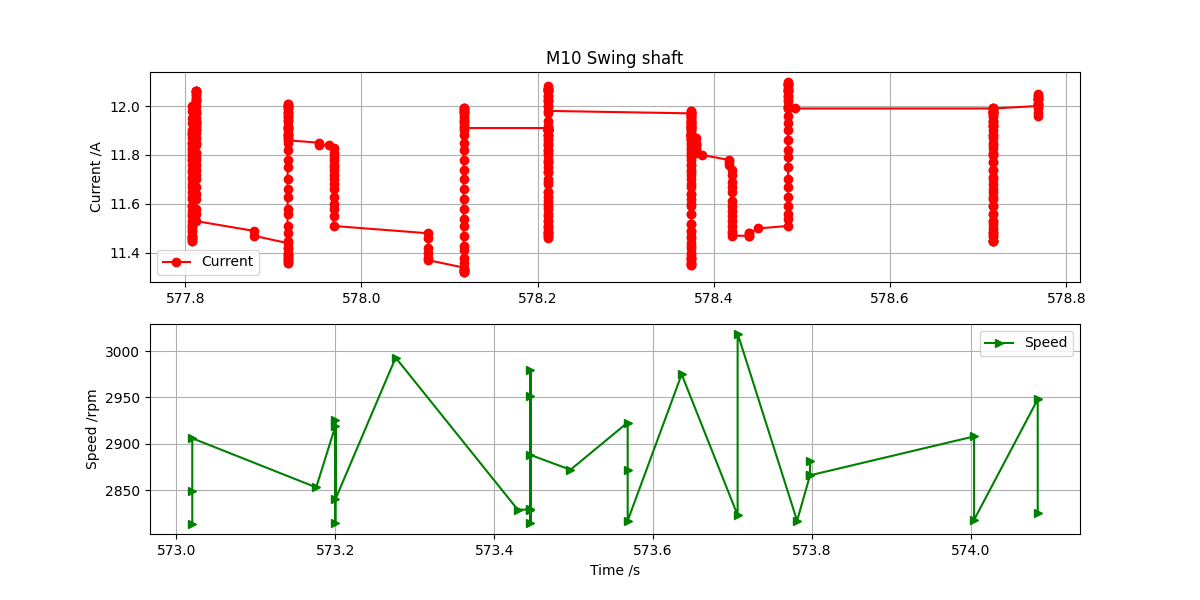 M10 Swing shaft
Current /A
12.0
11.8
11.6
11.4
Current
577.8 578.0 578.2 578.4 578.6 578.8
Speed /rpm
3000
2950
2900
2850
Speed
573.0 573.2 573.4 573.6 573.8 574.0
Time /s